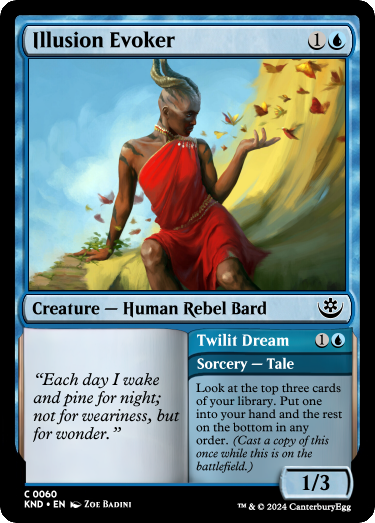 Illusion Evoker 1
Creature — Human Rebel Bard
“Each day I wake
and pine for night;
not for weariness, but
for wonder.”
Twilit Dream 1
Sorcery — Tale
Look at the top three cards
of your library. Put one
into your hand and the rest
on the bottom in any
order. (Cast a copy of this
once while this is on the
battlefield.)
1/3
C 0060
KND • EN Zoe Badini
™ & © 2024 CanterburyEgg